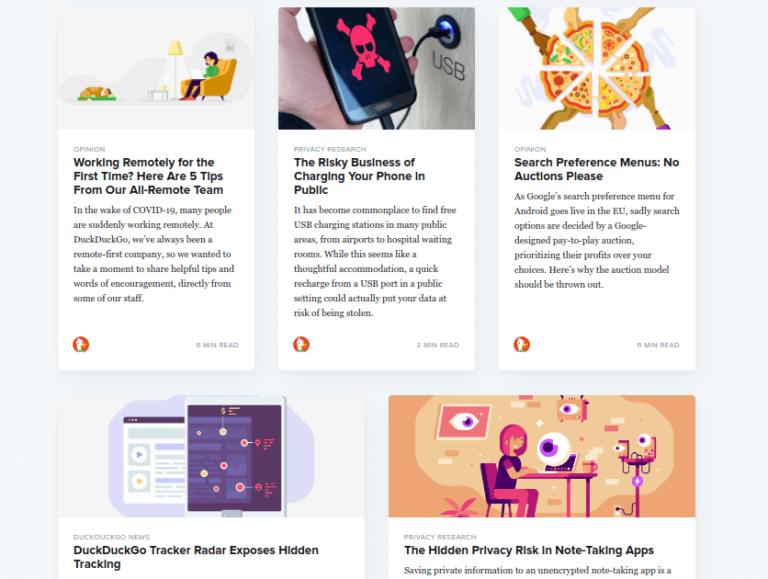 USB
OPINION
Working Remotely for the
First Time? Here Are 5 Tips
From Our All-Remote Team
In the wake of COVID-19, many people
are suddenly working remotely. At
DuckDuckGo, we've always been a
remote-first company, so we wanted to
take a moment to share helpful tips and
words of encouragement, directly from
some of our staff.
6 MIN READ
PRIVACY RESEARCH
The Risky Business of
Charging Your Phone in
Public
It has become commonplace to find free
USB charging stations in many public
areas, from airports to hospital waiting
rooms. While this seems like a
thoughtful accommodation, a quick
recharge from a USB port in a public
setting could actually put your data at
risk of being stolen.
2 MIN READ
OPINION
Search Preference Menus: No
Auctions Please
As Google's search preference menu for
Android goes live in the EU, sadly search
options are decided by a Google-
designed pay-to-play auction,
prioritizing their profits over your
choices. Here's why the auction model
should be thrown out.
6 MIN READ
$
DUCKDUCKGO NEWS
DuckDuckGo Tracker Radar Exposes Hidden
Tracking
PRIVACY RESEARCH
The Hidden Privacy Risk in Note-Taking Apps
Saving private information to an unencrypted note-taking app is a